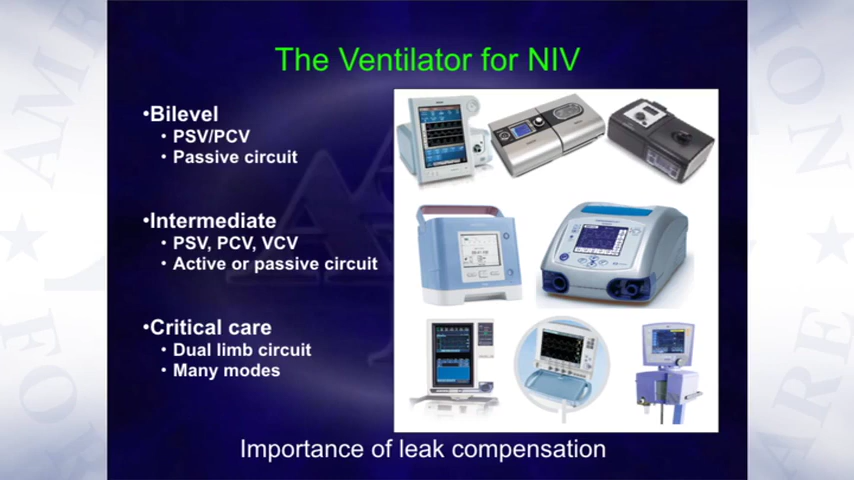 The Ventilator for NIV
•Bilevel
• PSV/PCV
• Passive circuit
•Intermediate
• PSV, PCV, VCV
• Active or passive circuit
•Critical care
• Dual limb circuit
• Many modes
Importance of leak compensation